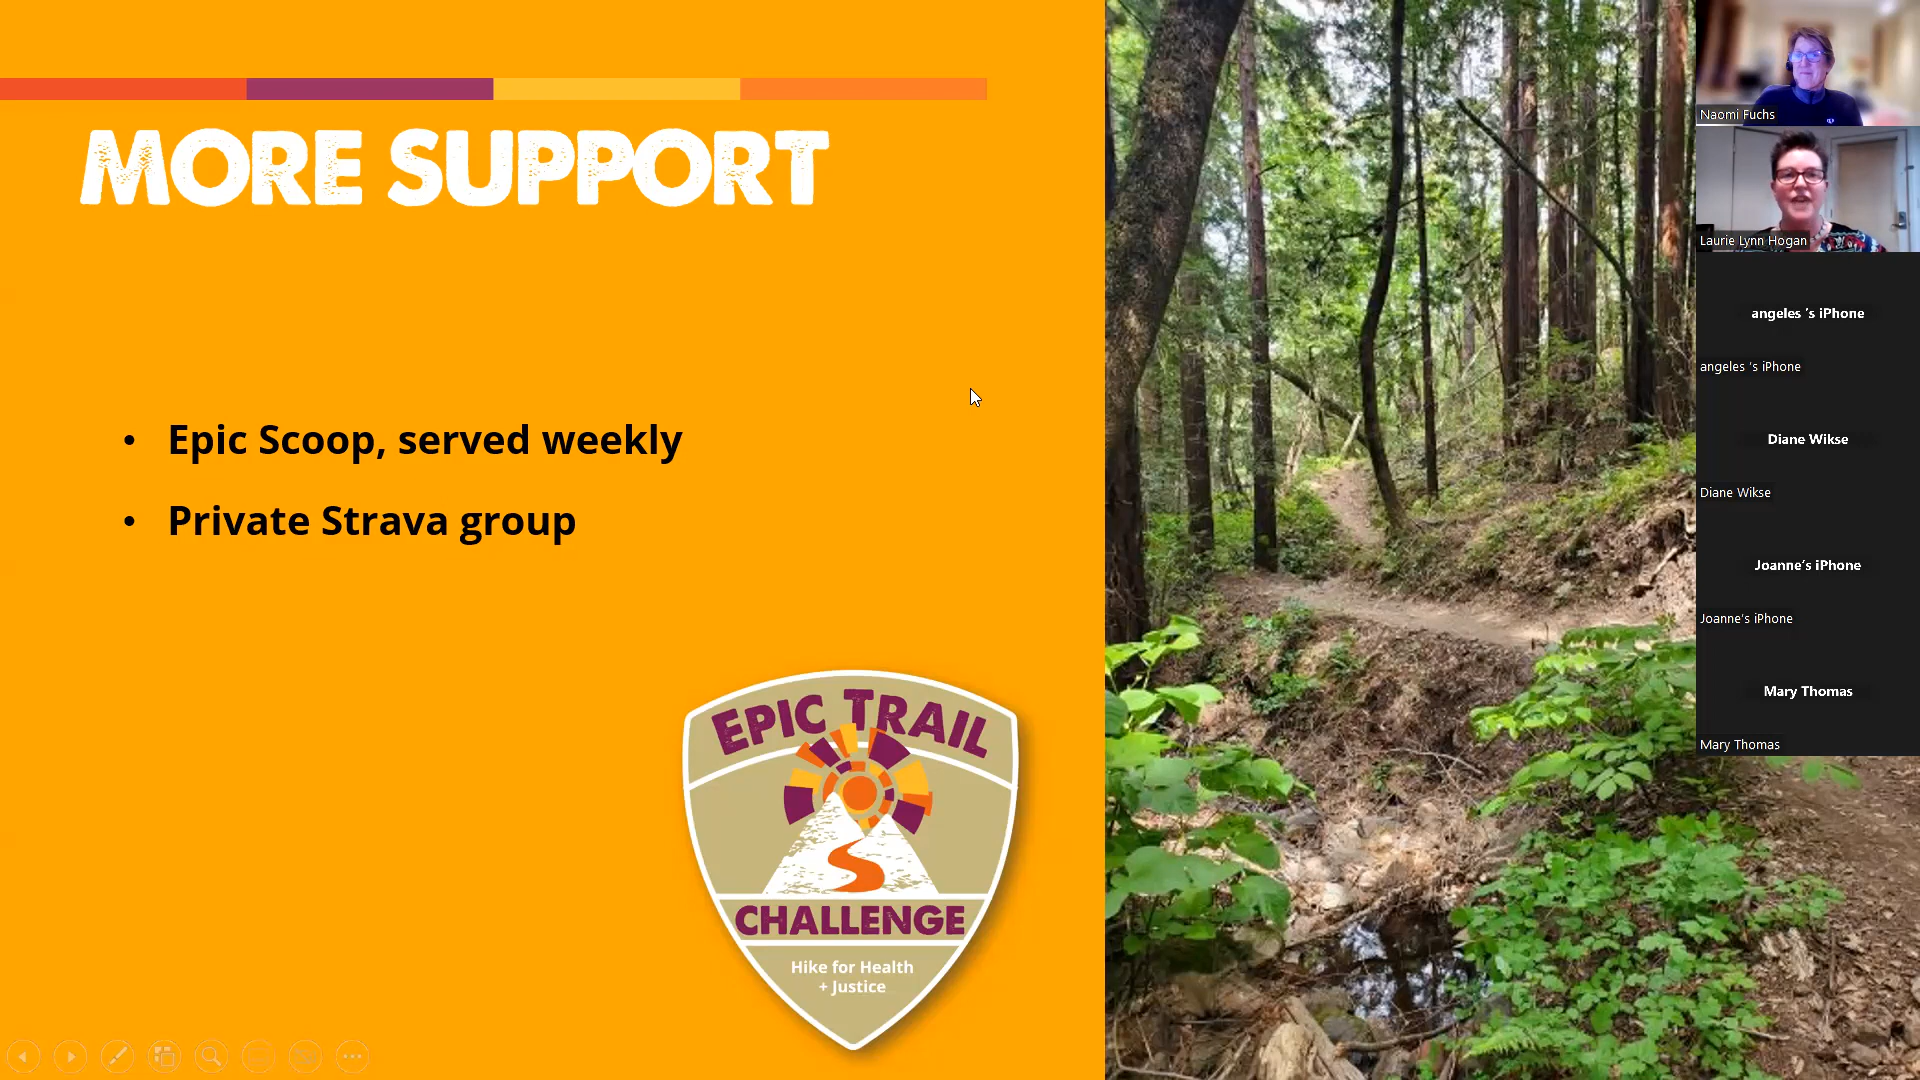 MORE SUPPORT
• Epic Scoop, served weekly
• Private Strava group
EPIC TRAIL
CHALLENGE
Hike for Health
+ Justice
Naomi Fuchs
Laurie Lynn Hogan
angeles 's iPhone
angeles 's iPhone
Diane Wikse
Diane Wikse
Joanne's iPhone
Joanne's iPhone
Mary Thomas
Mary Thomas